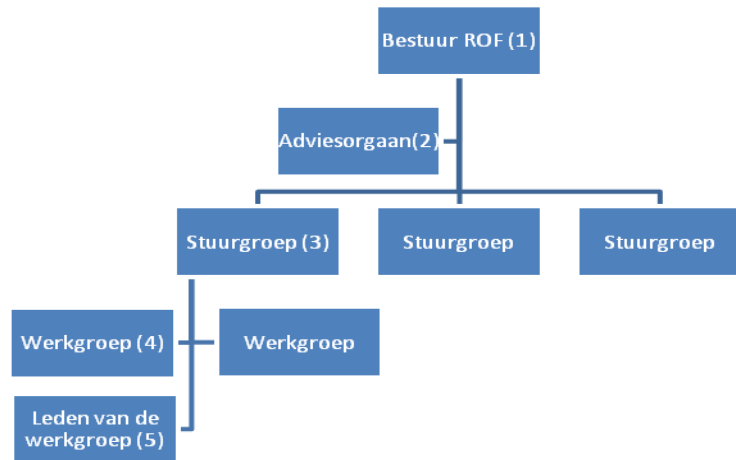 Bestuur ROF (1)
Adviesorgaan(2)
Stuurgroep (3)
Stuurgroep
Stuurgroep
Werkgroep (4)
Werkgroep
Leden van de
werkgroep (5)